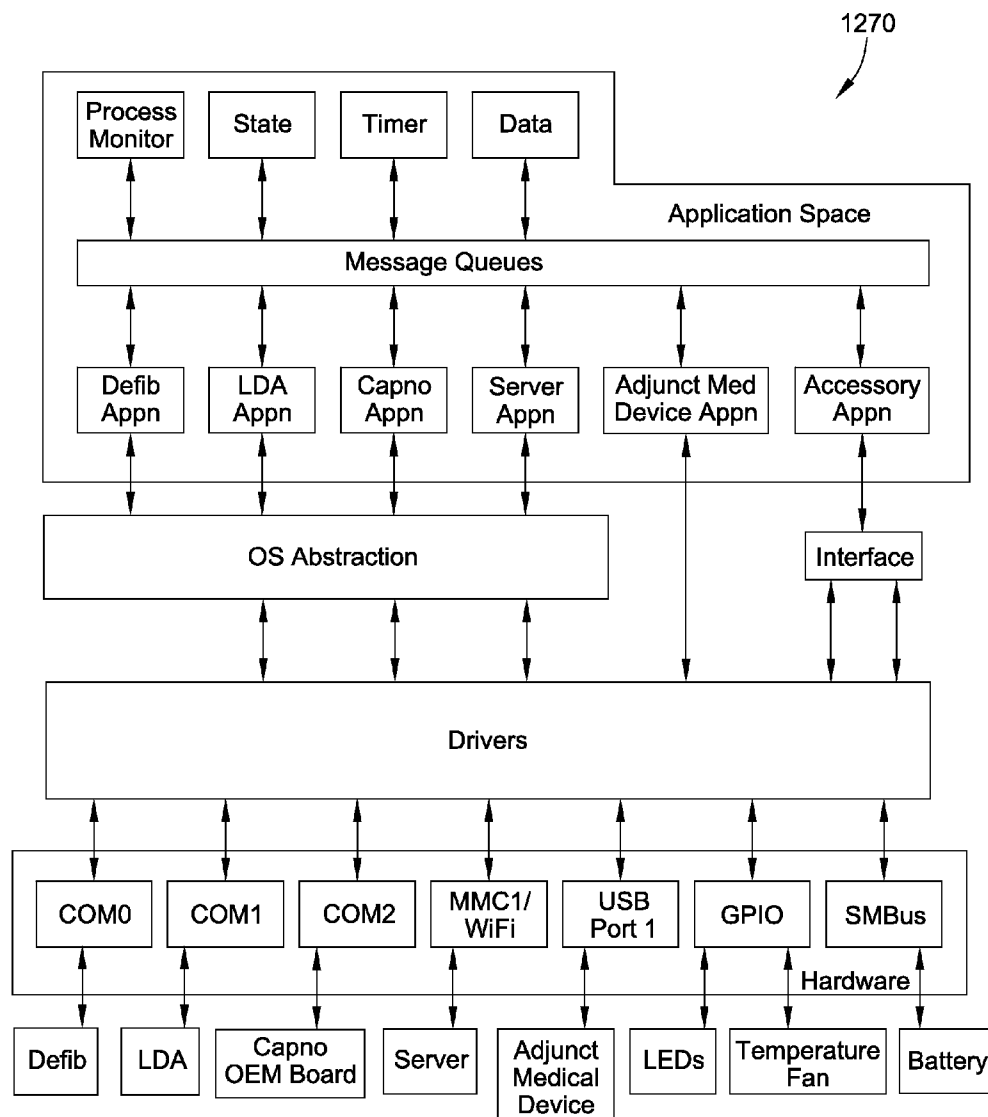 1270
Process
Monitor
State
Timer
Data
Application Space
Message Queues
Defib
Appn
LDA
Appn
Capno
Appn
Server
Appn
Adjunct Med
Device Appn
Accessory
Appn
OS Abstraction
Interface
Drivers
COM0
COM1
COM2
MMC1/
WiFi
USB
Port 1
GPIO
SMBus
Hardware
Defib
LDA
Capno
OEM Board
Server
Adjunct
Medical
Device
LEDs
Temperature
Fan
Battery